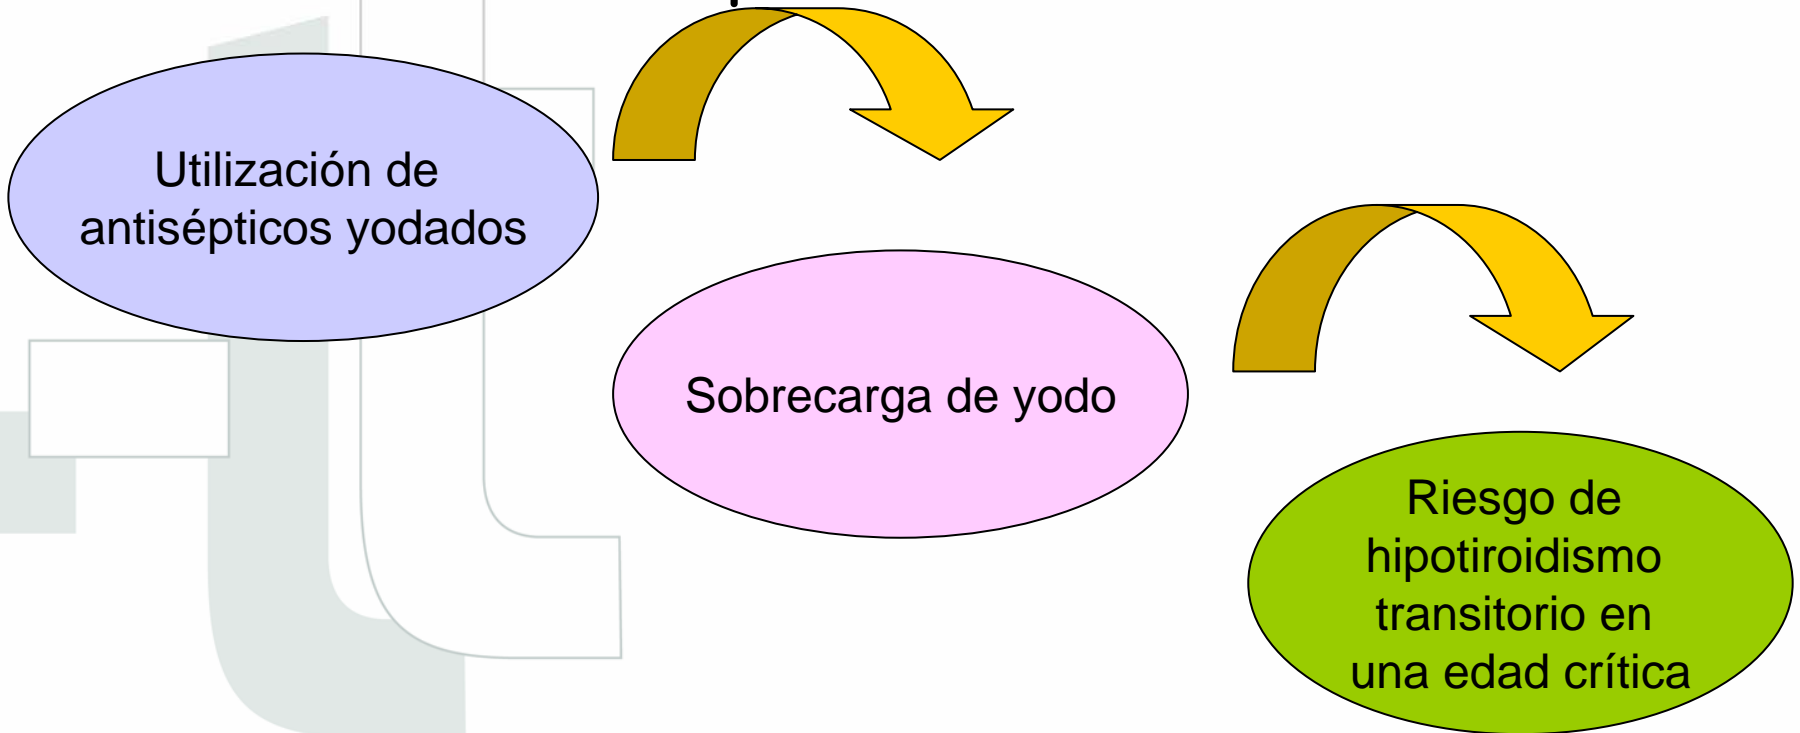 Utilización de
antisépticos yodados
Sobrecarga de yodo
Riesgo de
hipotiroidismo
transitorio en
una edad crítica